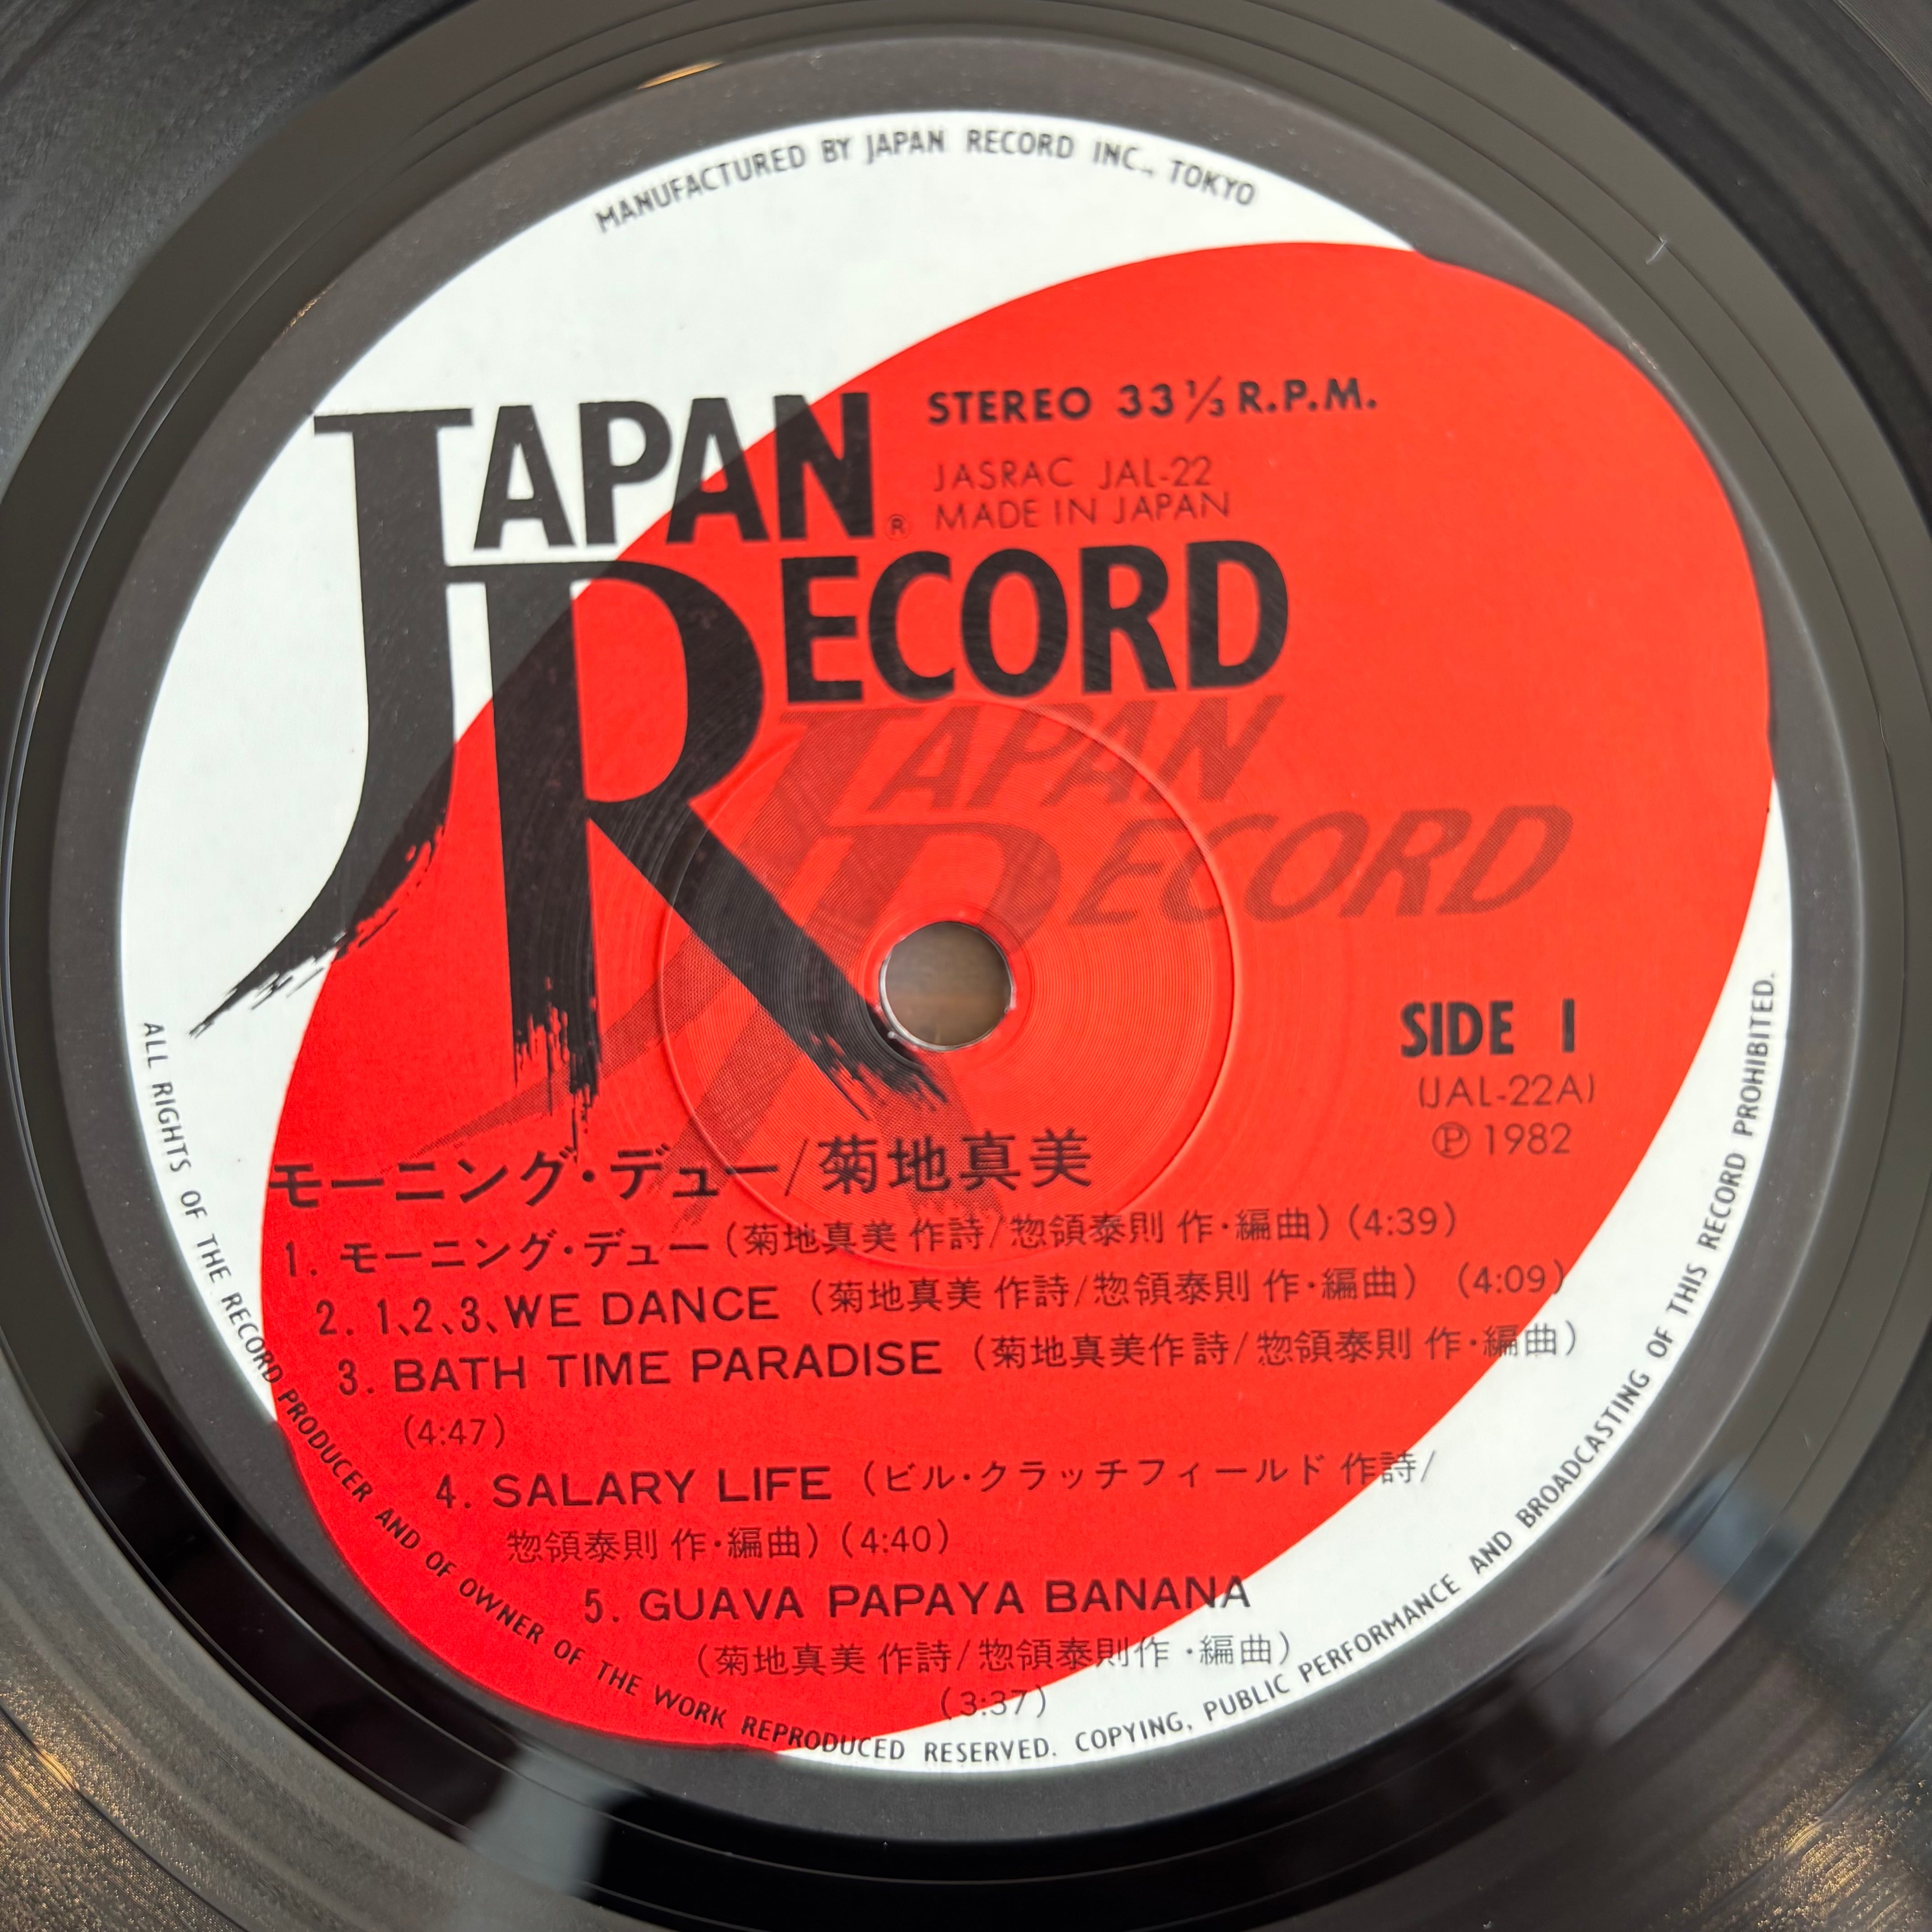 MANUFACTURED BY JAPAN RECORD INC., TOKYO
JAPAN
RECORD
®
STEREO 33⅓ R.P.M.
JASRAC JAL-22
MADE IN JAPAN
JAPAN
RECORD
SIDE 1
(JAL-22A)
Ⓟ 1982
モーニング・デュー/菊地真美
1. モーニング・デュー(菊地真美 作詩/惣領泰則 作・編曲)(4:39)
2. 1、2、3、WE DANCE (菊地真美 作詩/惣領泰則 作・編曲) (4:09)
3. BATH TIME PARADISE (菊地真美作詩/惣領泰則 作・編曲)
(4:47)
4. SALARY LIFE (ビル・クラッチフィールド 作詩/
惣領泰則 作・編曲)(4:40)
5. GUAVA PAPAYA BANANA
(菊地真美 作詩/惣領泰則作・編曲)
(3:37)
ALL RIGHTS OF THE RECORD PRODUCER AND OF OWNER OF THE WORK REPRODUCED RESERVED. COPYING, PUBLIC PERFORMANCE AND BROADCASTING OF THIS RECORD PROHIBITED.